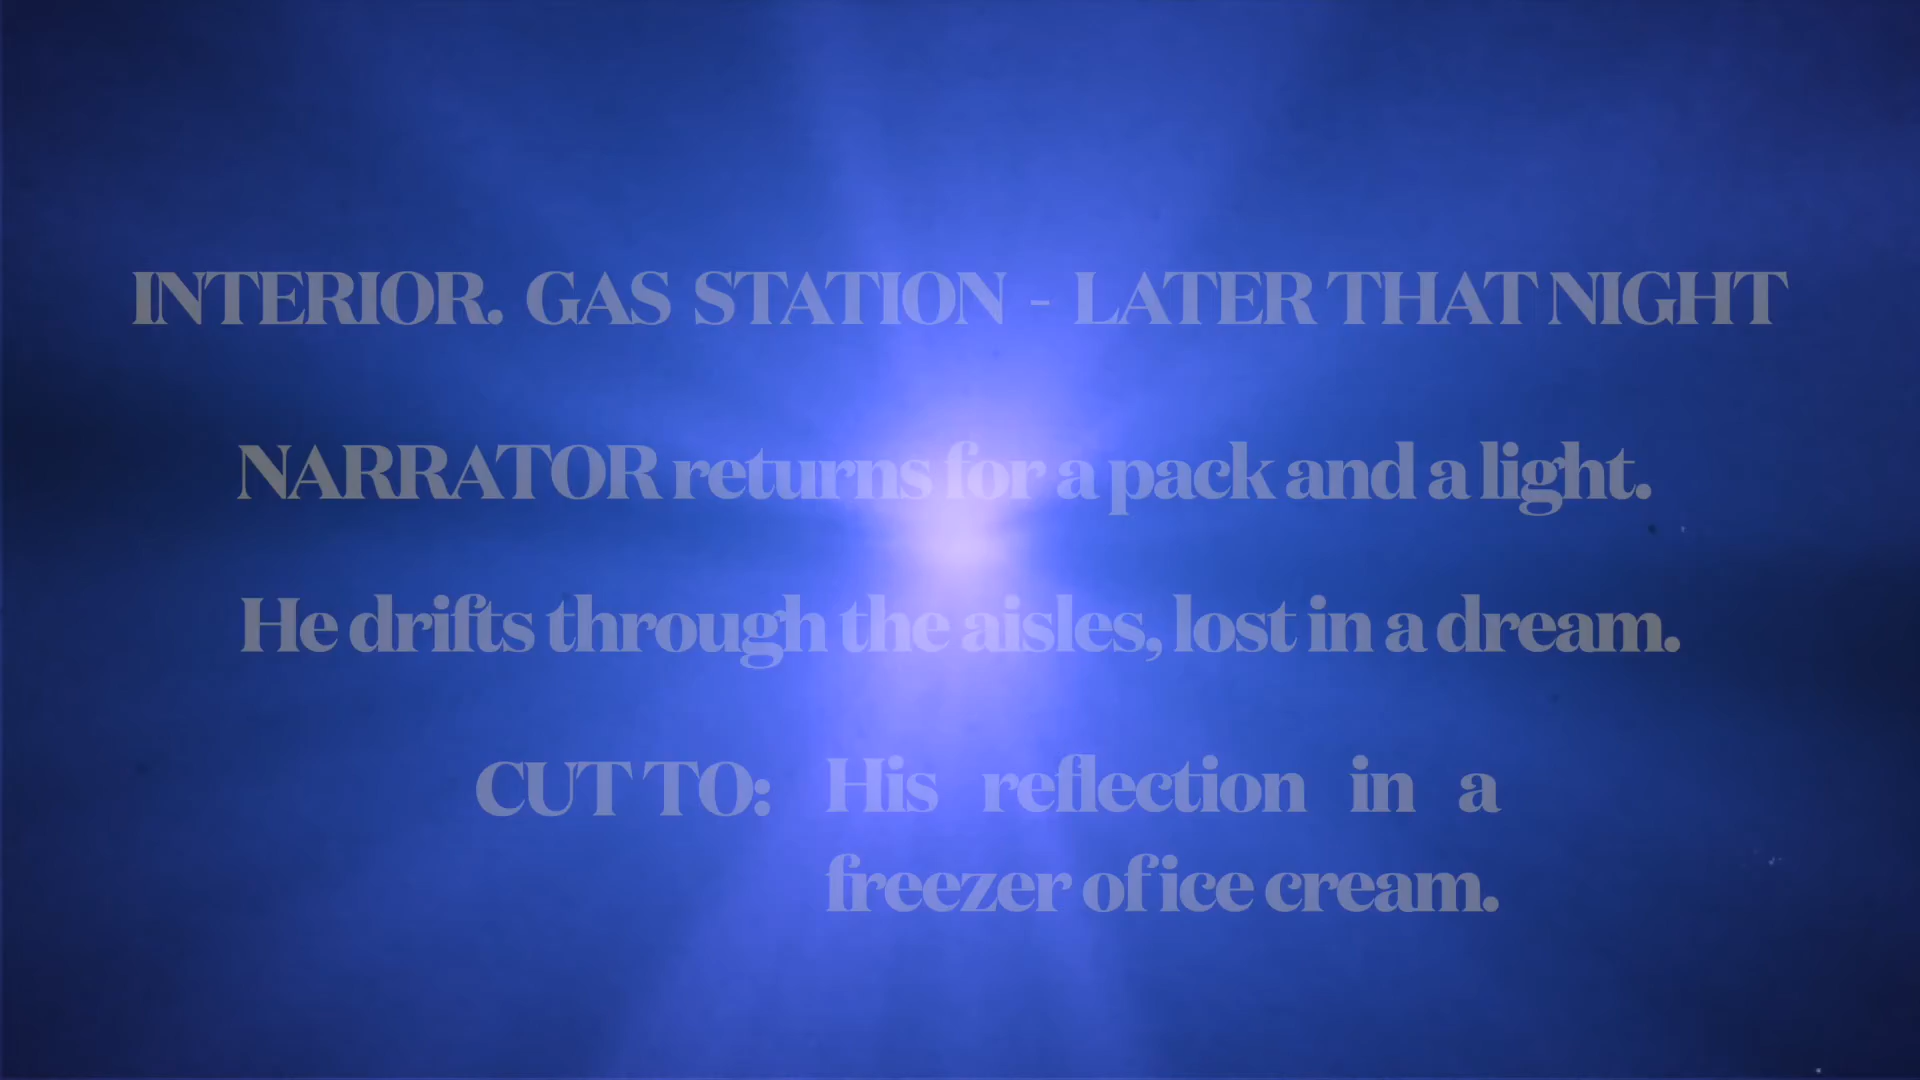 INTERIOR. GAS STATION - LATER THAT NIGHT
NARRATOR returns for a pack and a light.
He drifts through the aisles, lost in a dream.
CUT TO: His reflection in a
freezer of ice cream.